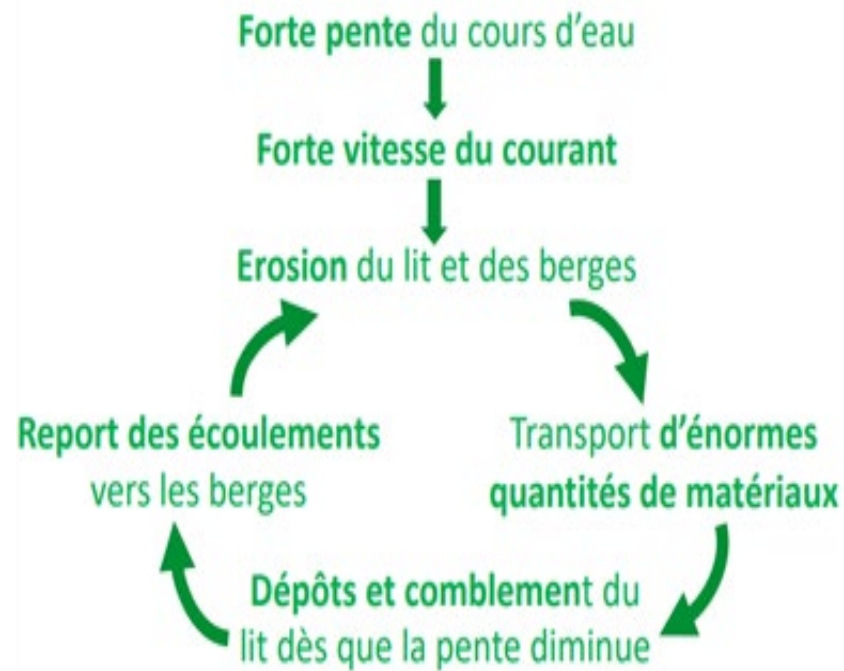 Forte pente du cours d'eau
Forte vitesse du courant
Erosion du lit et des berges
Report des écoulements
vers les berges
Transport d'énormes
quantités de matériaux
Dépôts et comblement du
lit dès que la pente diminue